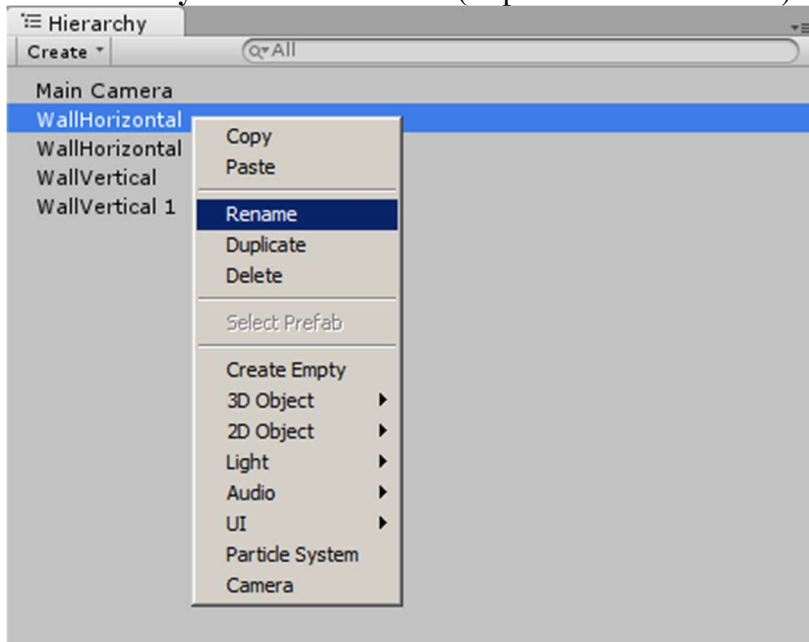 Hierarchy
Create
All
Main Camera
WallHorizontal
WallHorizontal
WallVertical
WallVertical 1
Copy
Paste
Rename
Duplicate
Delete
Select Prefab
Create Empty
3D Object
2D Object
Light
Audio
UI
Particle System
Camera